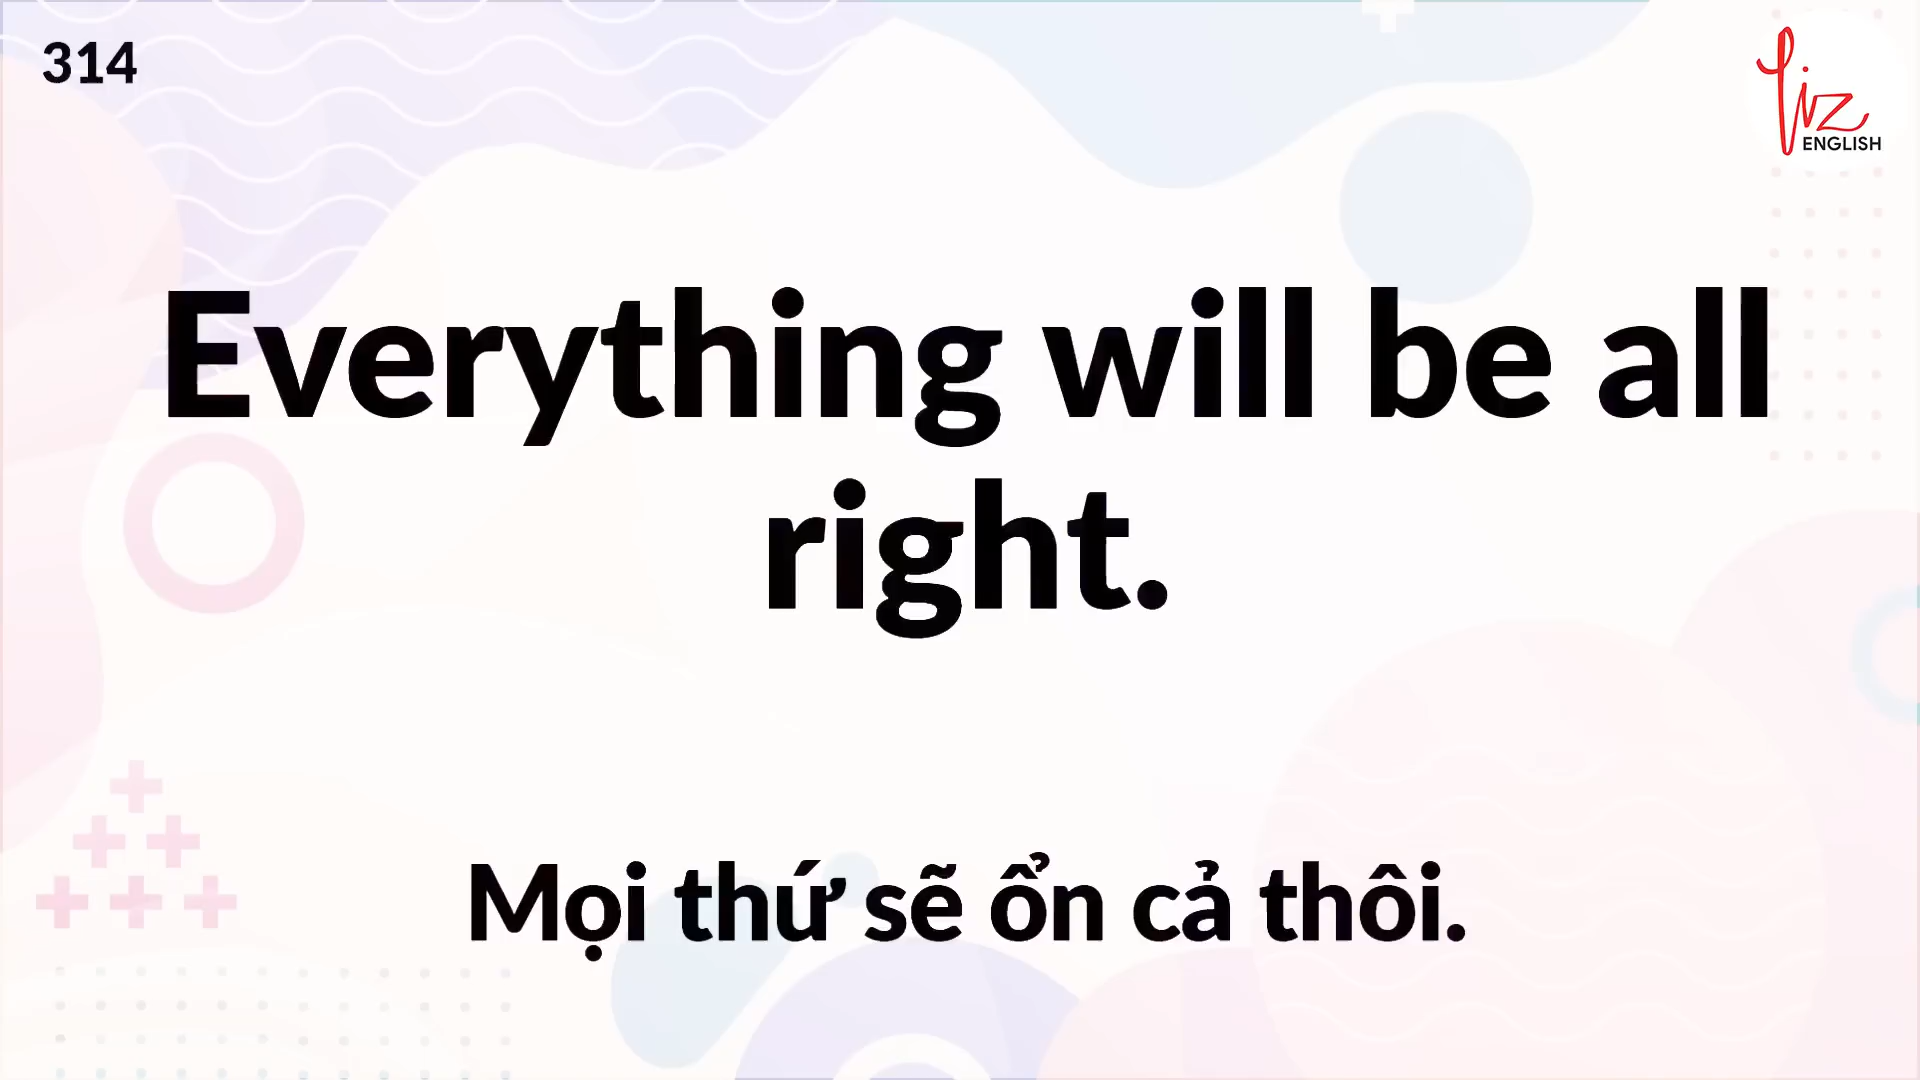 314
Liz
ENGLISH
Everything will be all
right.
Mọi thứ sẽ ổn cả thôi.